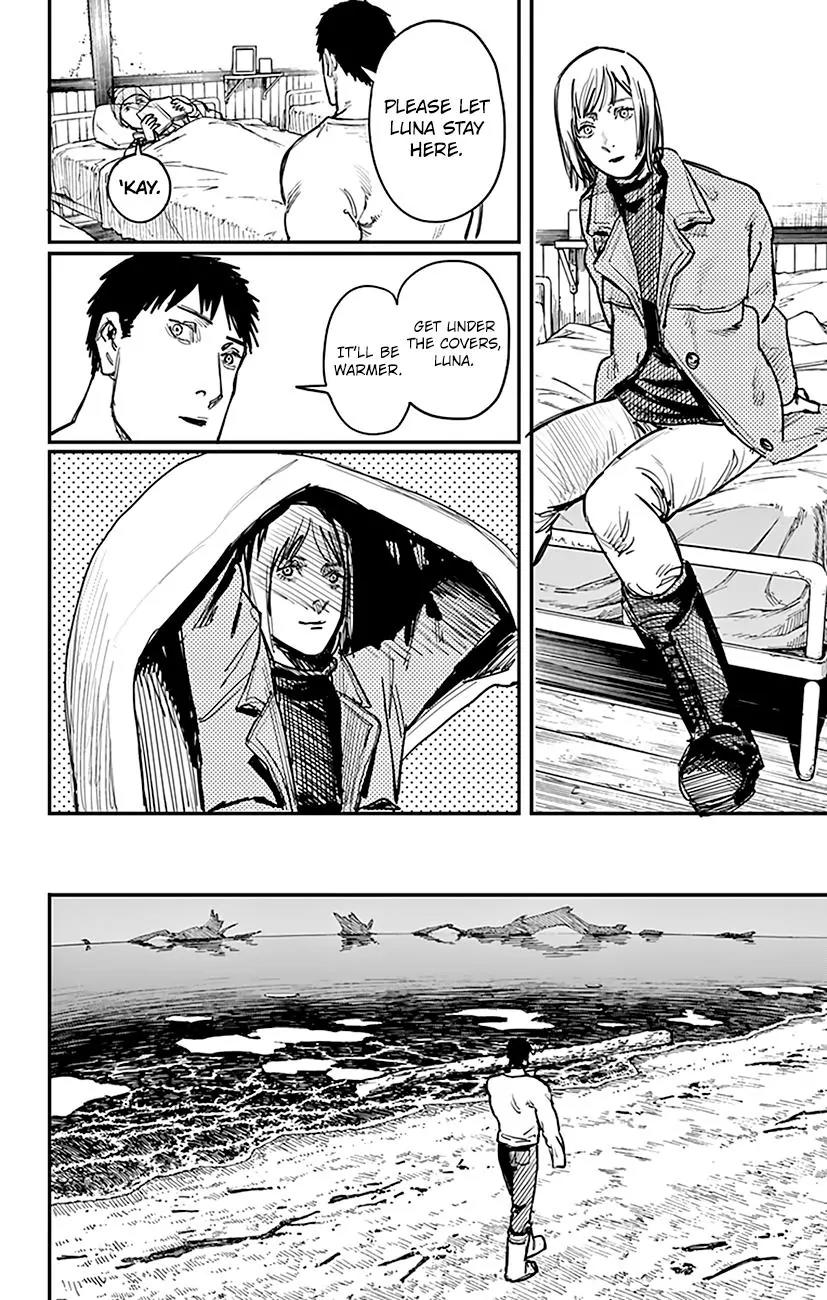 PLEASE LET
LUNA STAY
HERE.
'KAY.
GET UNDER
THE COVERS,
LUNA.
IT'LL BE
WARMER.